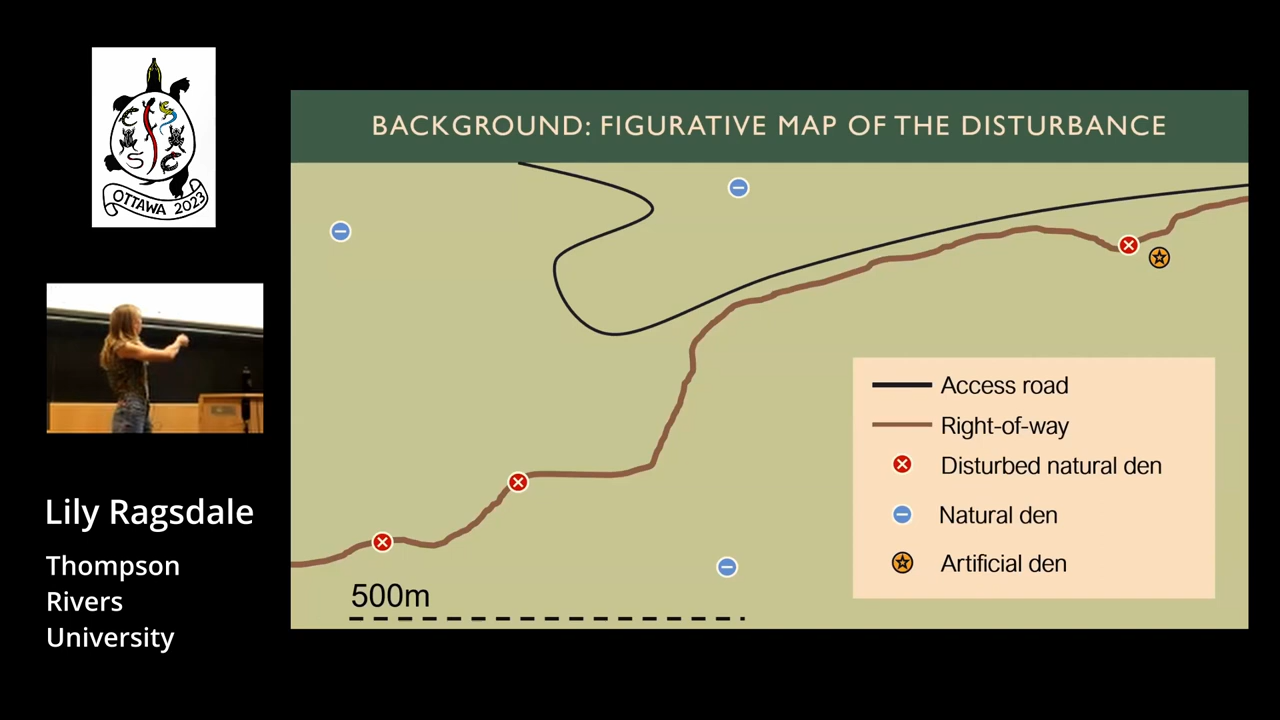 C
S C
OTTAWA 2023
BACKGROUND: FIGURATIVE MAP OF THE DISTURBANCE
Access road
Right-of-way
Disturbed natural den
Natural den
Artificial den
500m
Lily Ragsdale
Thompson
Rivers
University